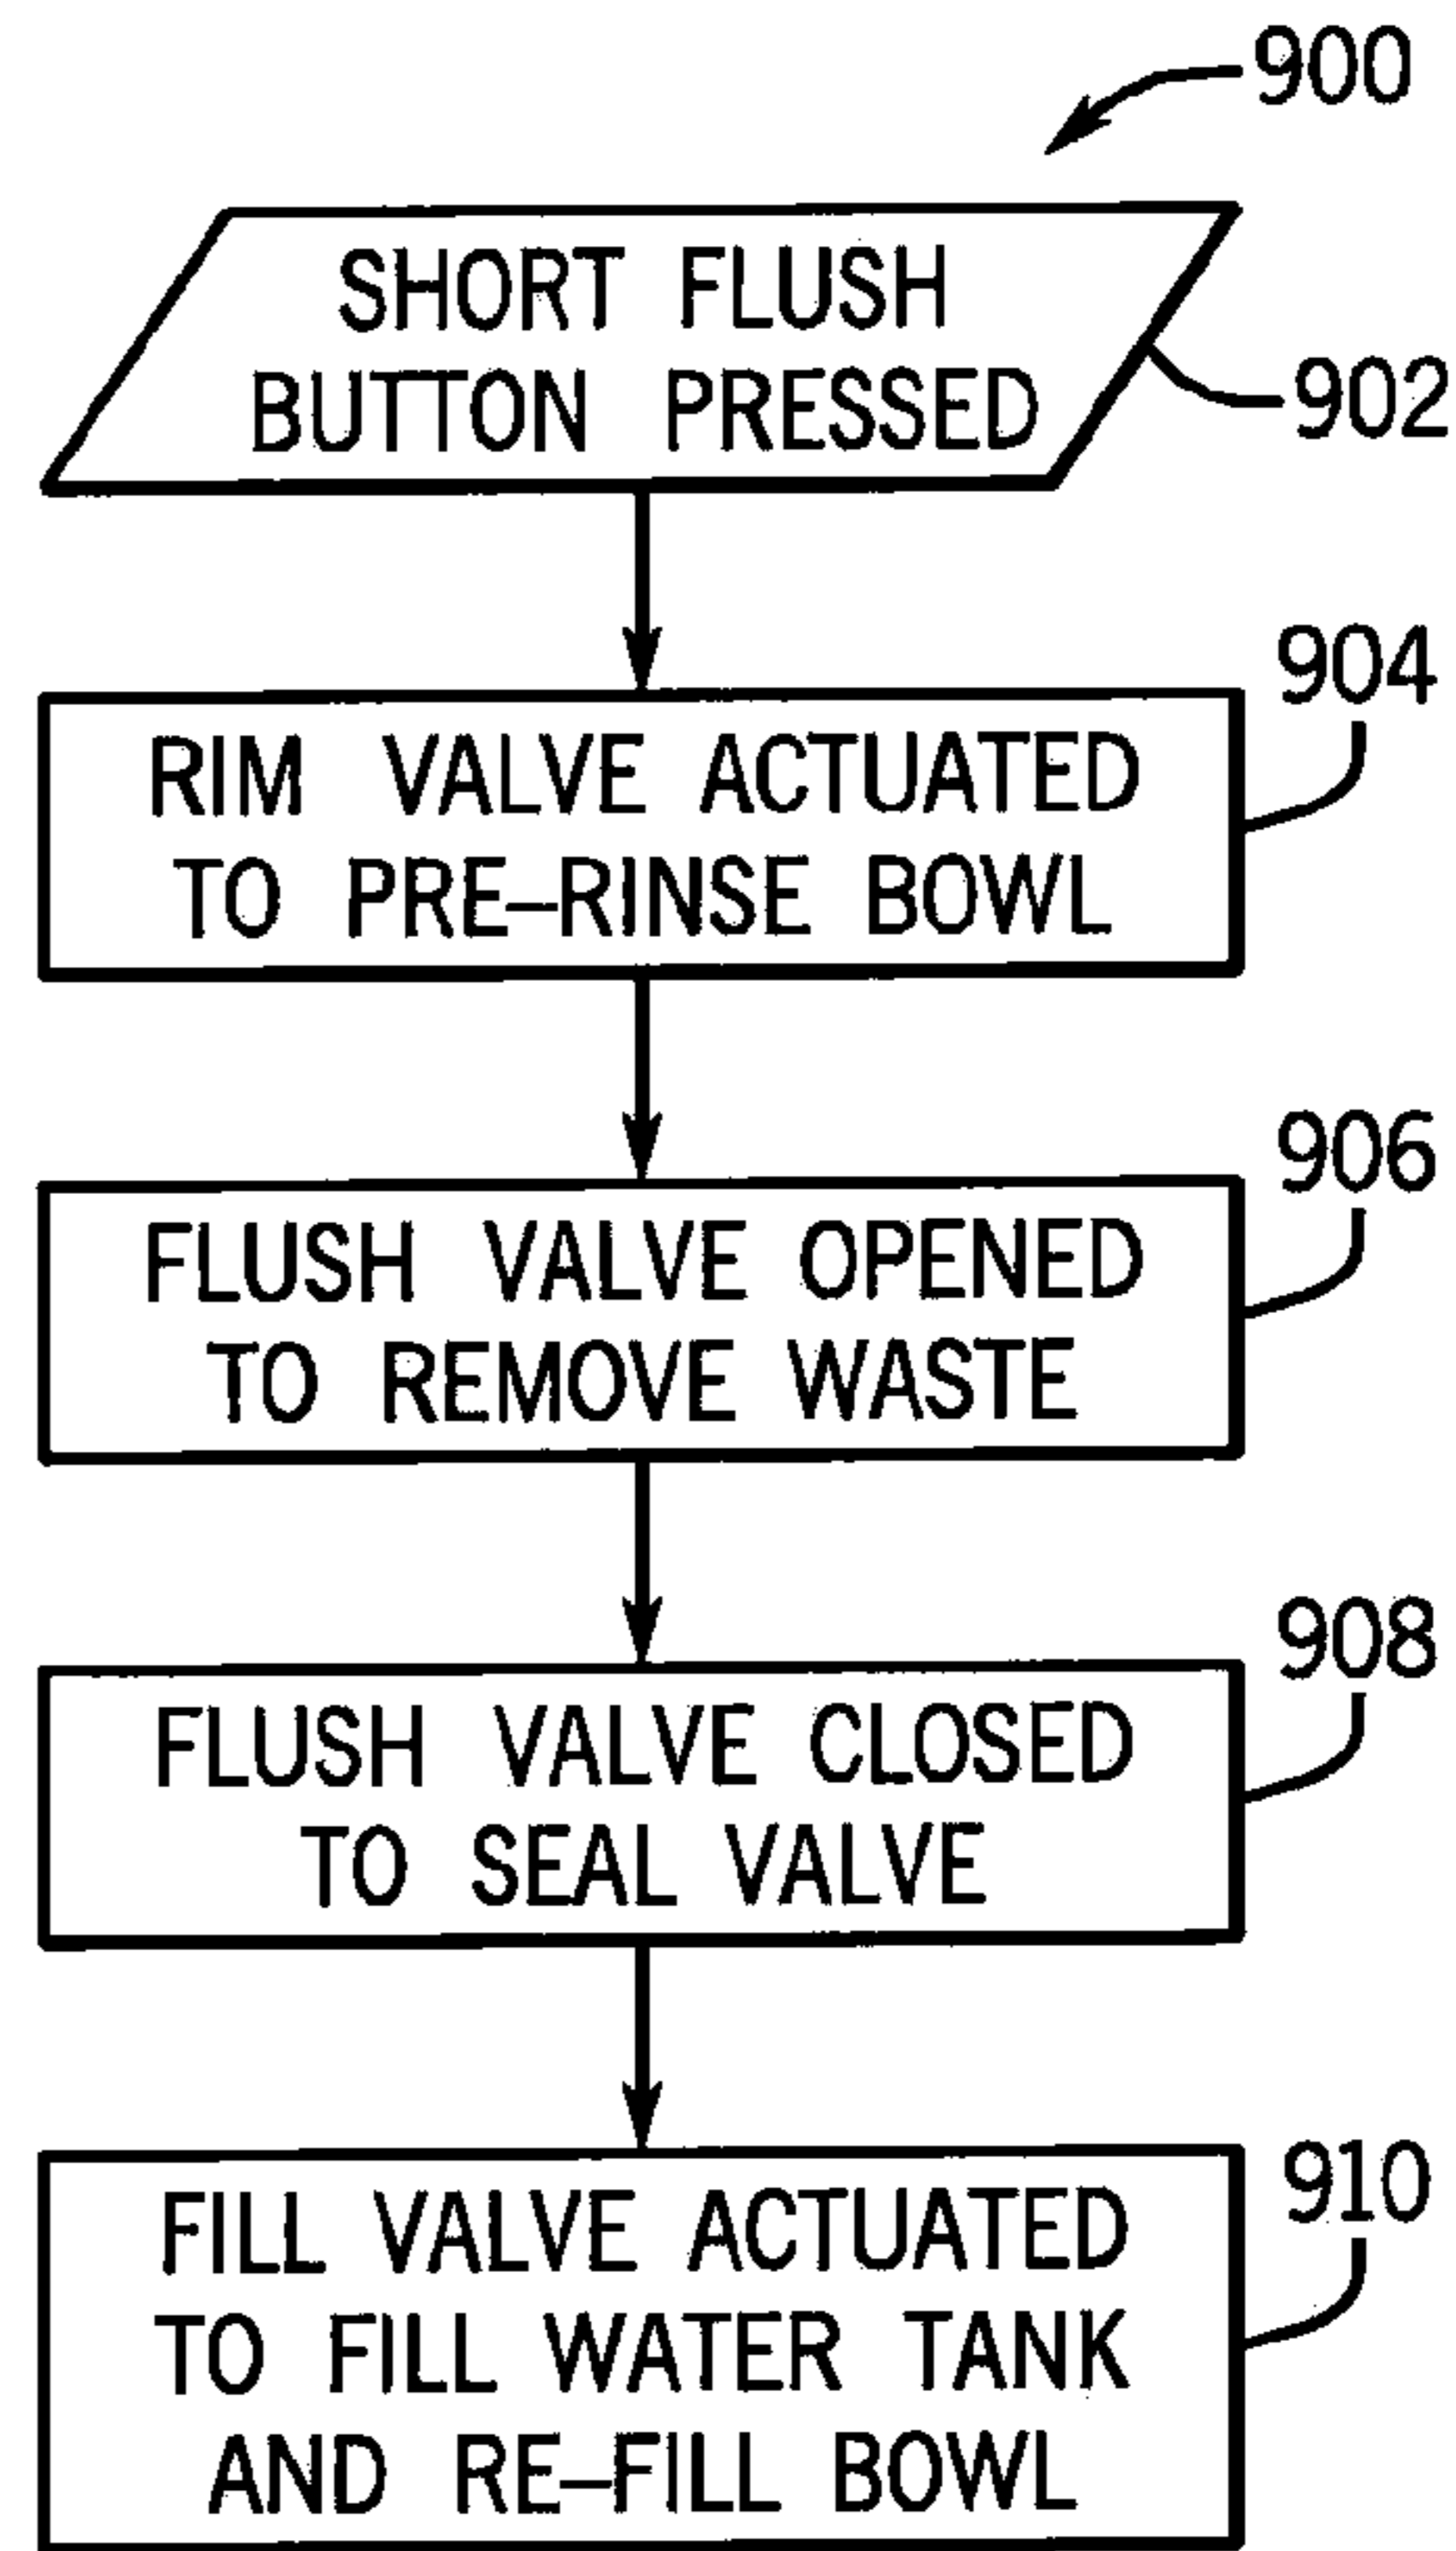 900
SHORT FLUSH
BUTTON PRESSED
902
904
RIM VALVE ACTUATED
TO PRE–RINSE BOWL
906
FLUSH VALVE OPENED
TO REMOVE WASTE
908
FLUSH VALVE CLOSED
TO SEAL VALVE
910
FILL VALVE ACTUATED
TO FILL WATER TANK
AND RE–FILL BOWL